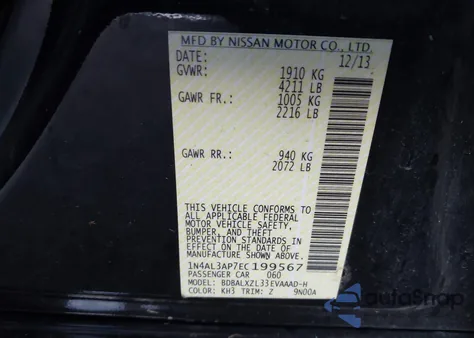 MFD BY NISSAN MOTOR CO., LTD.
DATE: 12/13
GVWR: 1910 KG
4211 LB
GAWR FR.: 1005 KG
2216 LB
GAWR RR.: 940 KG
2072 LB
THIS VEHICLE CONFORMS TO
ALL APPLICABLE FEDERAL
MOTOR VEHICLE SAFETY,
BUMPER, AND THEFT
PREVENTION STANDARDS IN
EFFECT ON THE DATE OF
MANUFACTURE SHOWN ABOVE.
1N4AL3AP7EC199567
PASSENGER CAR 060
MODEL: BDBALXZL33EVAAAD-H
COLOR: KH3 TRIM: Z 9N00A
AutoSnap